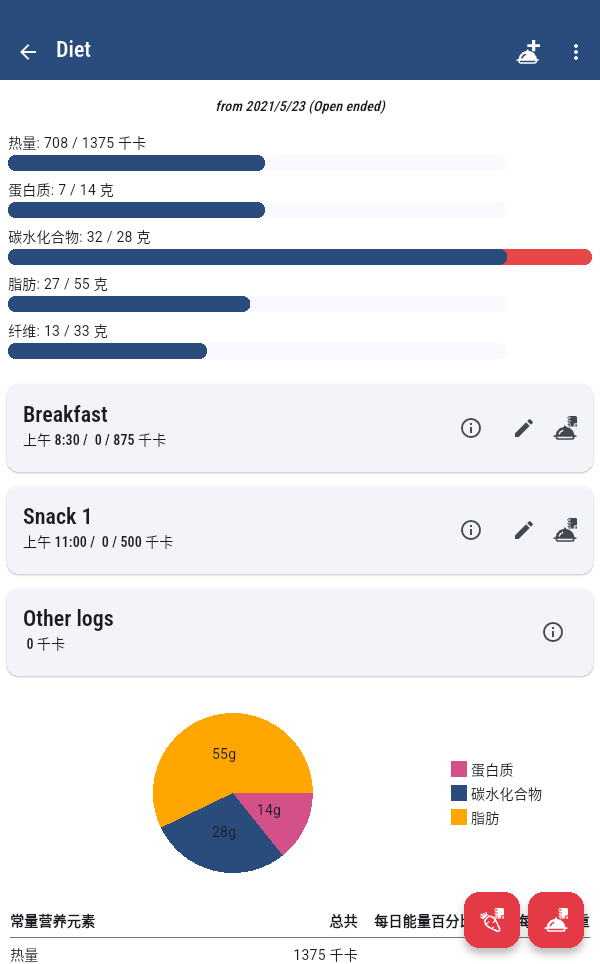 Diet
from 2021/5/23 (Open ended)
热量: 708 / 1375 千卡
蛋白质: 7 / 14 克
碳水化合物: 32 / 28 克
脂肪: 27 / 55 克
纤维: 13 / 33 克
Breakfast
上午 8:30 / 0 / 875 千卡
Snack 1
上午 11:00 / 0 / 500 千卡
Other logs
0 千卡
55g
14g
28g
蛋白质
碳水化合物
脂肪
常量营养元素 总共 每日能量百分比 每 重
热量 1375 千卡